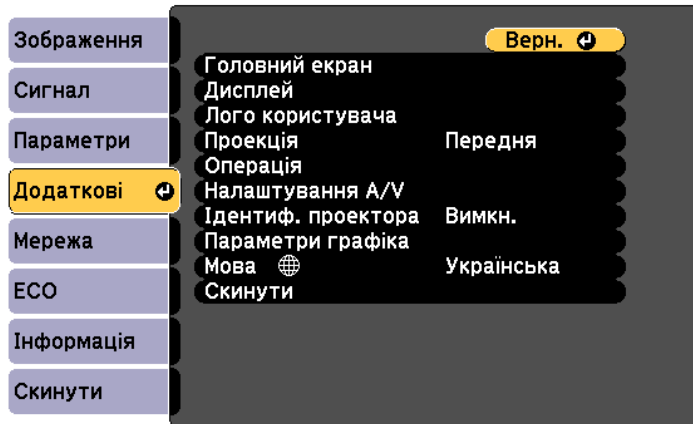 Зображення
Сигнал
Параметри
Додаткові
Мережа
ECO
Інформація
Скинути
Верн.
Головний екран
Дисплей
Лого користувача
Проекція Передня
Операція
Налаштування A/V
Ідентиф. проектора Вимкн.
Параметри графіка
Мова Українська
Скинути